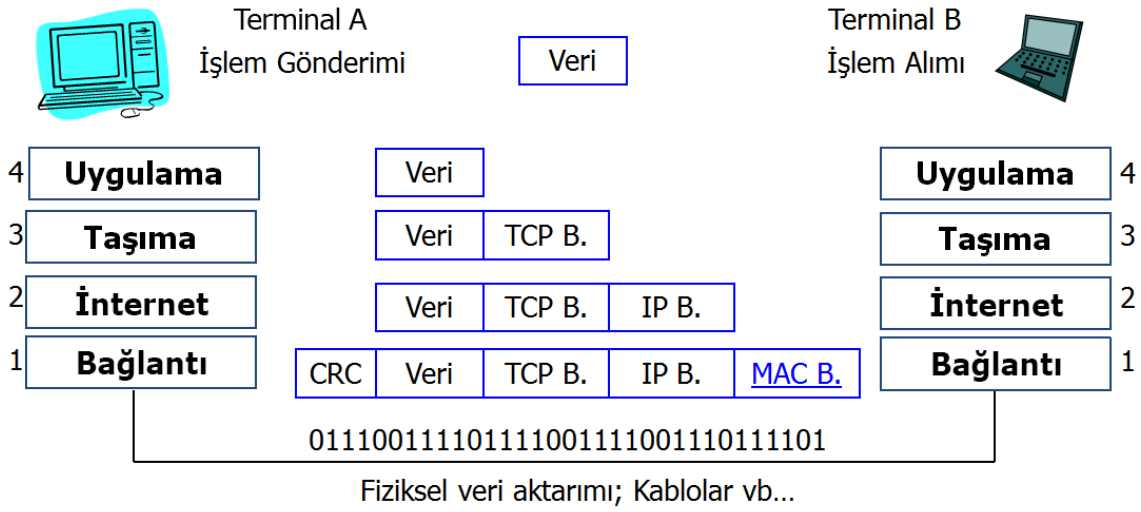 Terminal A
İşlem Gönderimi
Veri
Terminal B
İşlem Alımı
4 Uygulama Veri Uygulama 4
3 Taşıma Veri TCP B. Taşıma 3
2 İnternet Veri TCP B. IP B. İnternet 2
1 Bağlantı CRC Veri TCP B. IP B. MAC B. Bağlantı 1
011100111101111001111001110111101
Fiziksel veri aktarımı; Kablolar vb...